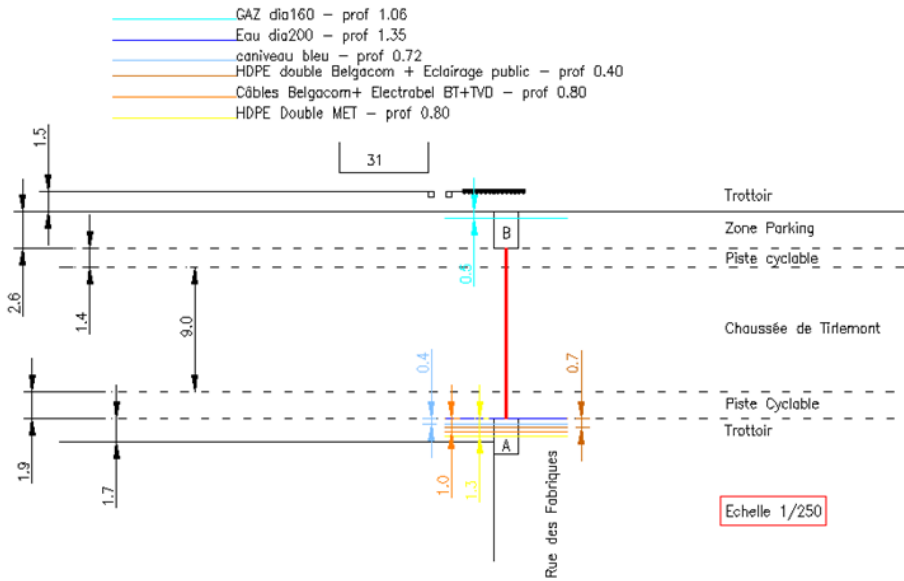 GAZ dia160 – prof 1.06
Eau dia200 – prof 1.35
caniveau bleu – prof 0.72
HDPE double Belgacom + Eclairage public – prof 0.40
Câbles Belgacom+ Electrabel BT+TVD – prof 0.80
HDPE Double MET – prof 0.80
1.5
31
Trottoir
B
Zone Parking
0.8
Piste cyclable
2.6
1.4
9.0
Chaussée de Tirlemont
0.4
0.7
Piste Cyclable
Trottoir
A
1.9
1.7
1.0
1.3
Rue des Fabriques
Echelle 1/250